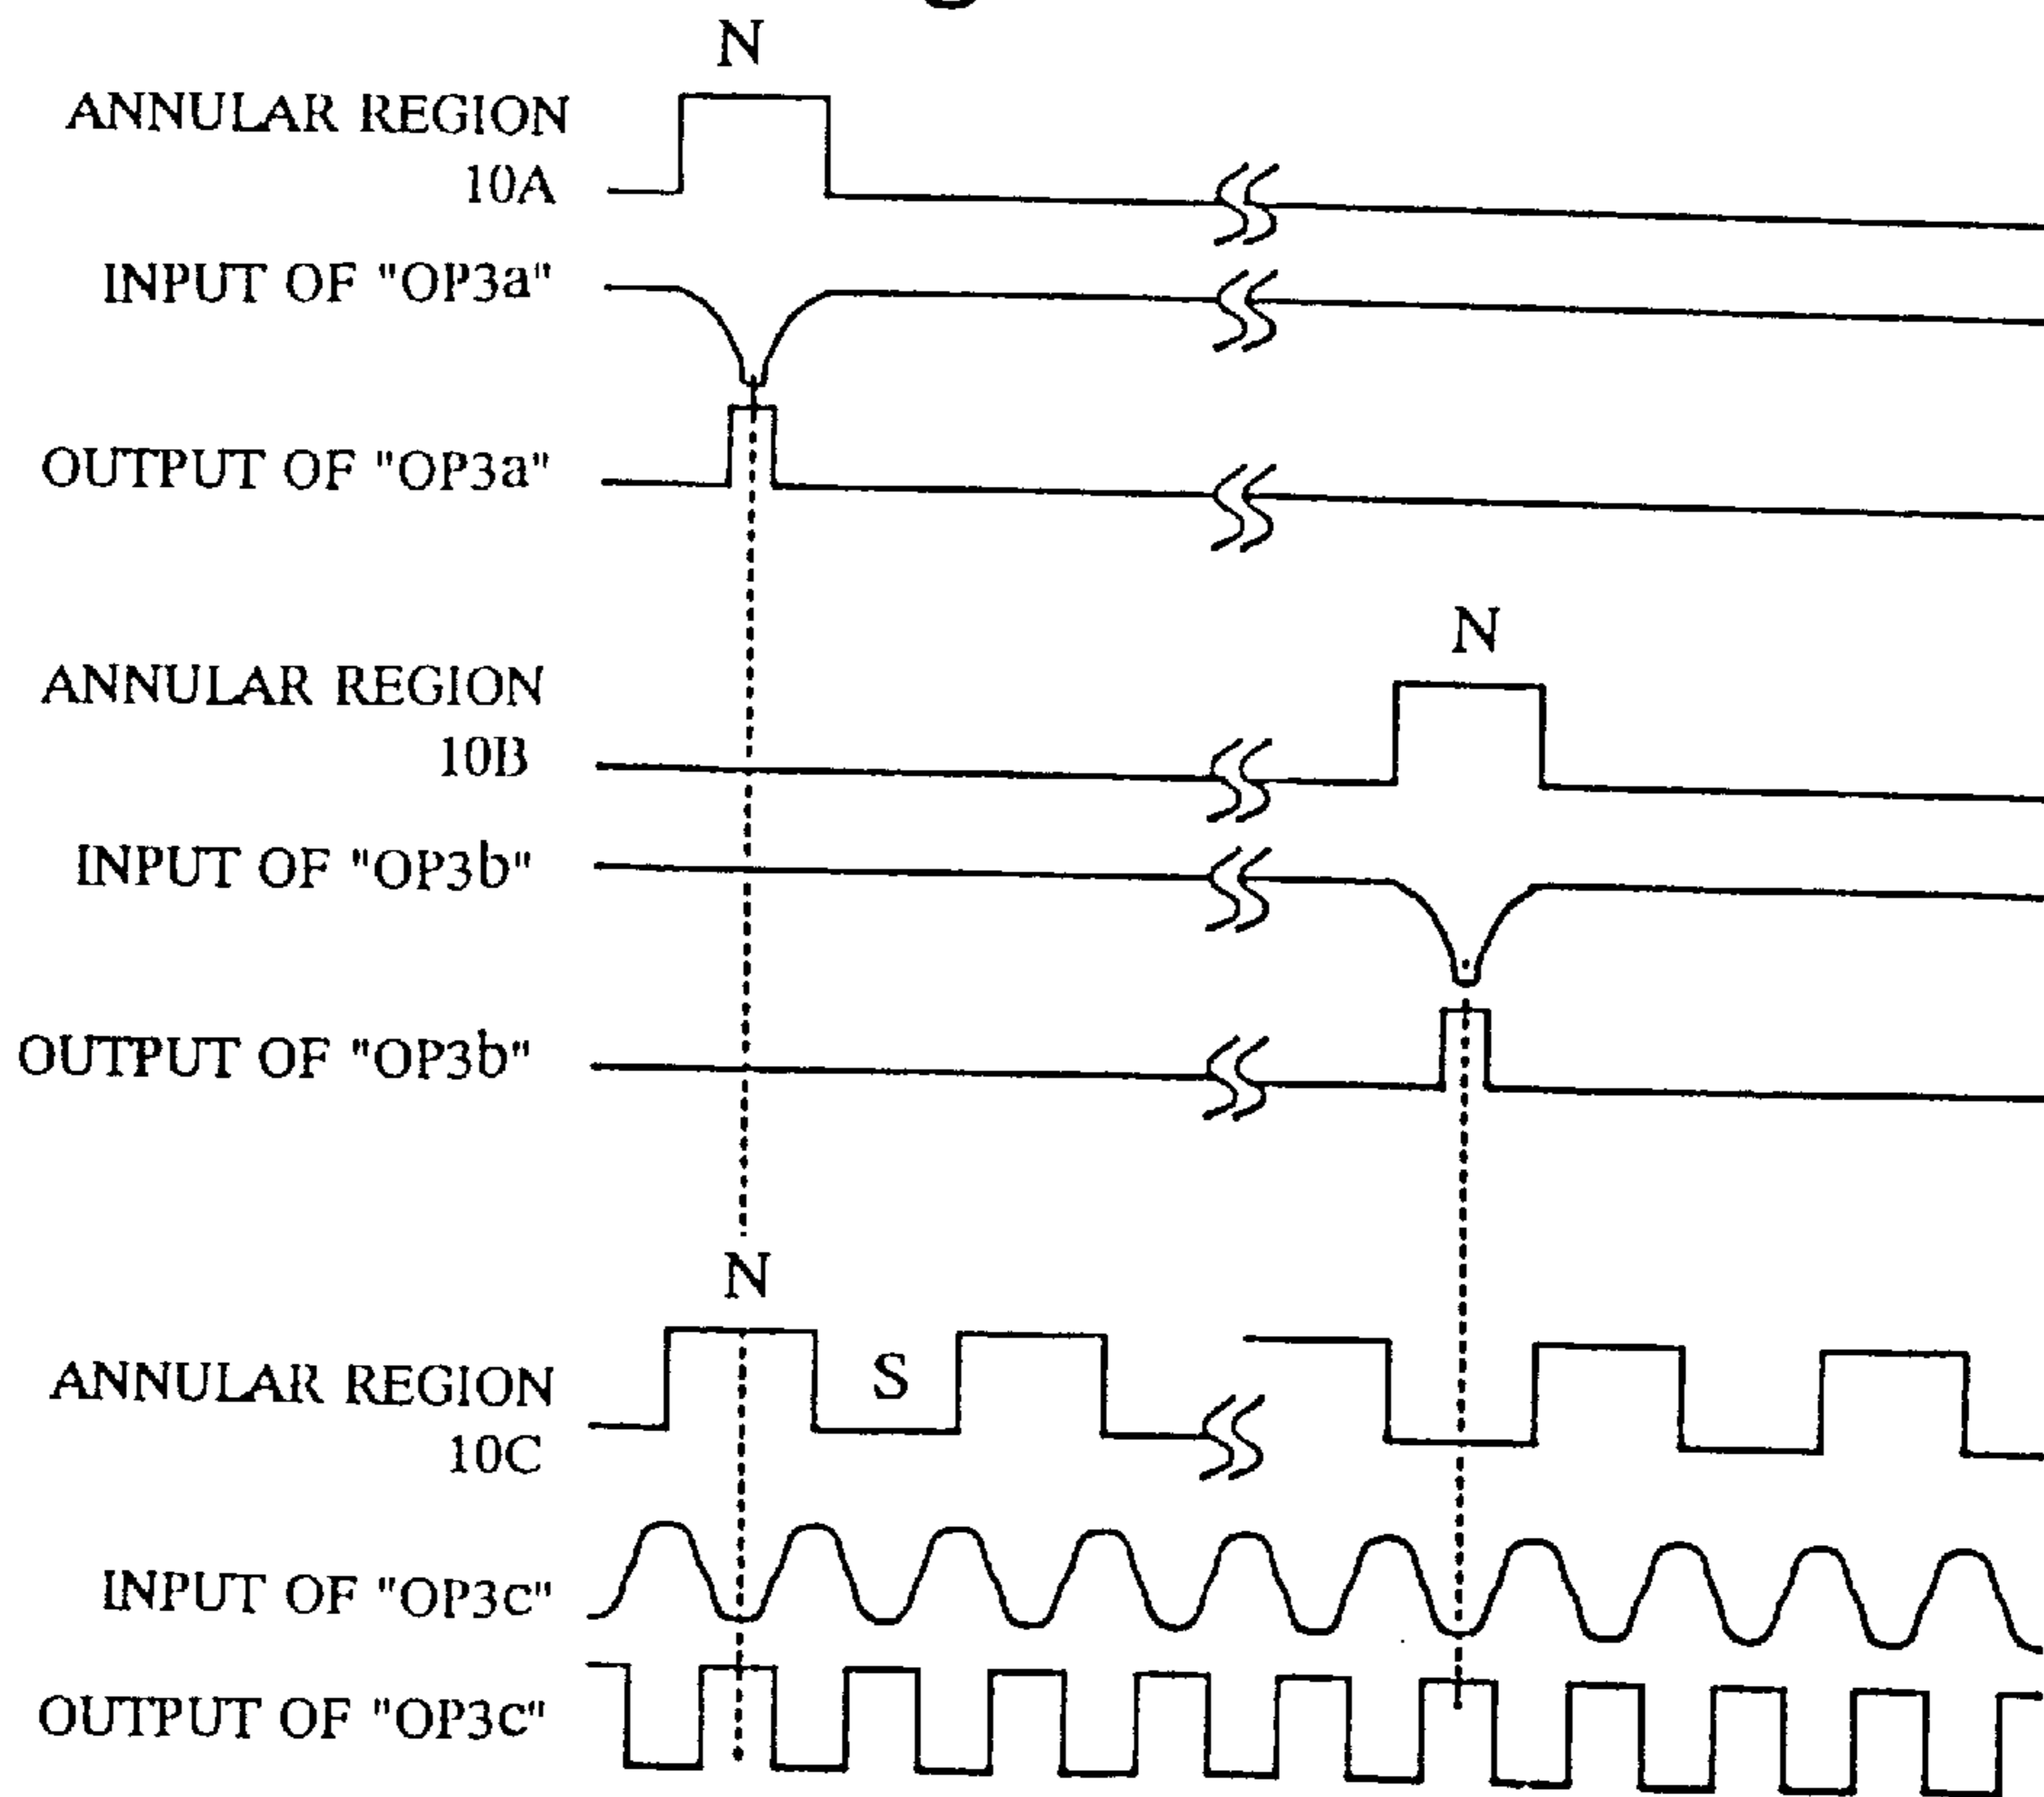 N
ANNULAR REGION
10A
INPUT OF "OP3a"
OUTPUT OF "OP3a"
N
ANNULAR REGION
10B
INPUT OF "OP3b"
OUTPUT OF "OP3b"
N
S
ANNULAR REGION
10C
INPUT OF "OP3c"
OUTPUT OF "OP3c"